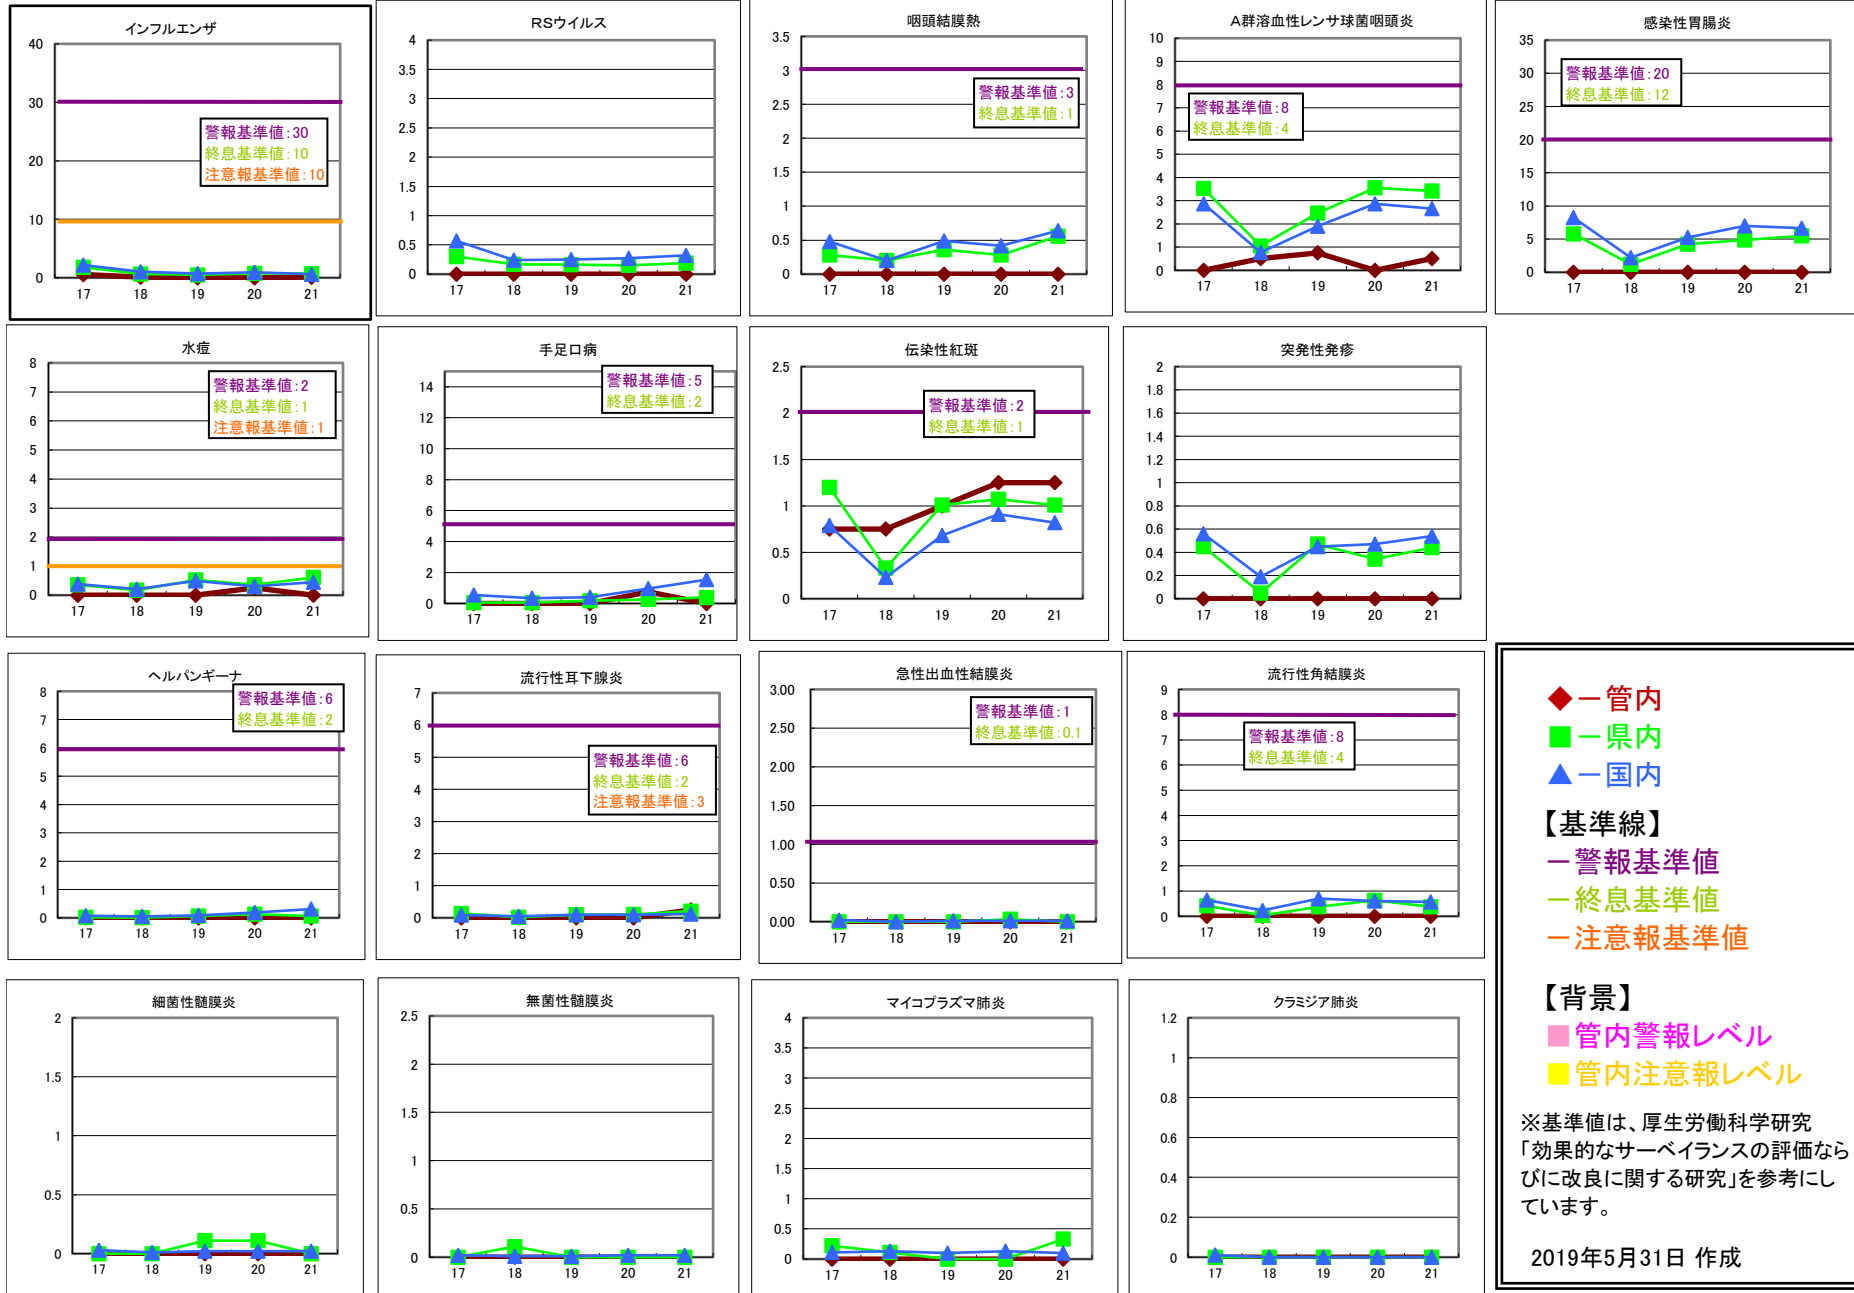 インフルエンザ
40
30
20
10
0
警報基準値:30
終息基準値:10
注意報基準値:10
17 18 19 20 21
RSウイルス
4
3.5
3
2.5
2
1.5
1
0.5
0
17 18 19 20 21
咽頭結膜熱
3.5
3
2.5
2
1.5
1
0.5
0
警報基準値:3
終息基準値:1
17 18 19 20 21
A群溶血性レンサ球菌咽頭炎
10
9
8
7
6
5
4
3
2
1
0
警報基準値:8
終息基準値:4
17 18 19 20 21
感染性胃腸炎
35
30
25
20
15
10
5
0
警報基準値:20
終息基準値:12
17 18 19 20 21
水痘
8
7
6
5
4
3
2
1
0
警報基準値:2
終息基準値:1
注意報基準値:1
17 18 19 20 21
手足口病
14
12
10
8
6
4
2
0
警報基準値:5
終息基準値:2
17 18 19 20 21
伝染性紅斑
2.5
2
1.5
1
0.5
0
警報基準値:2
終息基準値:1
17 18 19 20 21
突発性発疹
2
1.8
1.6
1.4
1.2
1
0.8
0.6
0.4
0.2
0
17 18 19 20 21
ヘルパンギーナ
8
7
6
5
4
3
2
1
0
警報基準値:6
終息基準値:2
17 18 19 20 21
流行性耳下腺炎
7
6
5
4
3
2
1
0
警報基準値:6
終息基準値:2
注意報基準値:3
17 18 19 20 21
急性出血性結膜炎
3.00
2.50
2.00
1.50
1.00
0.50
0.00
警報基準値:1
終息基準値:0.1
17 18 19 20 21
流行性角結膜炎
9
8
7
6
5
4
3
2
1
0
警報基準値:8
終息基準値:4
17 18 19 20 21
細菌性髄膜炎
2
1.5
1
0.5
0
17 18 19 20 21
無菌性髄膜炎
2.5
2
1.5
1
0.5
0
17 18 19 20 21
マイコプラズマ肺炎
4
3.5
3
2.5
2
1.5
1
0.5
0
17 18 19 20 21
クラミジア肺炎
1.2
1
0.8
0.6
0.4
0.2
0
17 18 19 20 21
◆ー管内
■ー県内
▲ー国内
【基準線】
ー警報基準値
ー終息基準値
ー注意報基準値
【背景】
■管内警報レベル
■管内注意報レベル
※基準値は、厚生労働科学研究
「効果的なサーベイランスの評価なら
びに改良に関する研究」を参考にし
ています。
2019年5月31日 作成